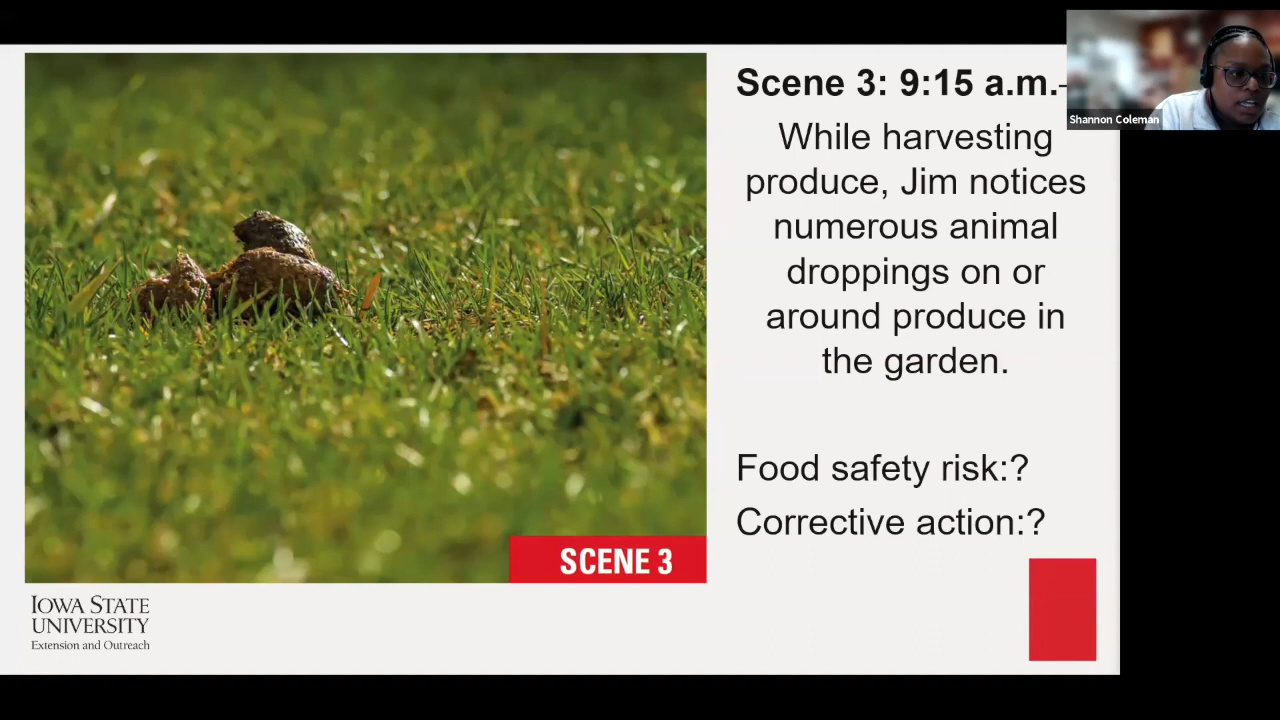 Scene 3: 9:15 a.m.-
Shannon Coleman
While harvesting
produce, Jim notices
numerous animal
droppings on or
around produce in
the garden.
Food safety risk:?
Corrective action:?
SCENE 3
IOWA STATE
UNIVERSITY
Extension and Outreach